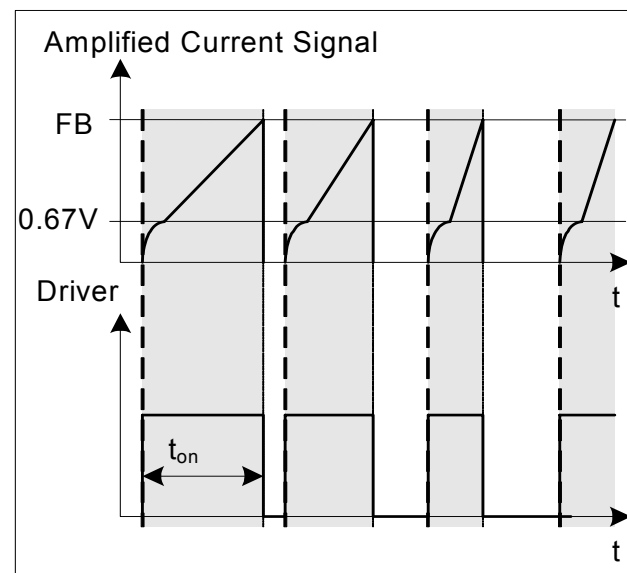 Amplified Current Signal
FB
0.67V
t
Driver
tₒₙ
t